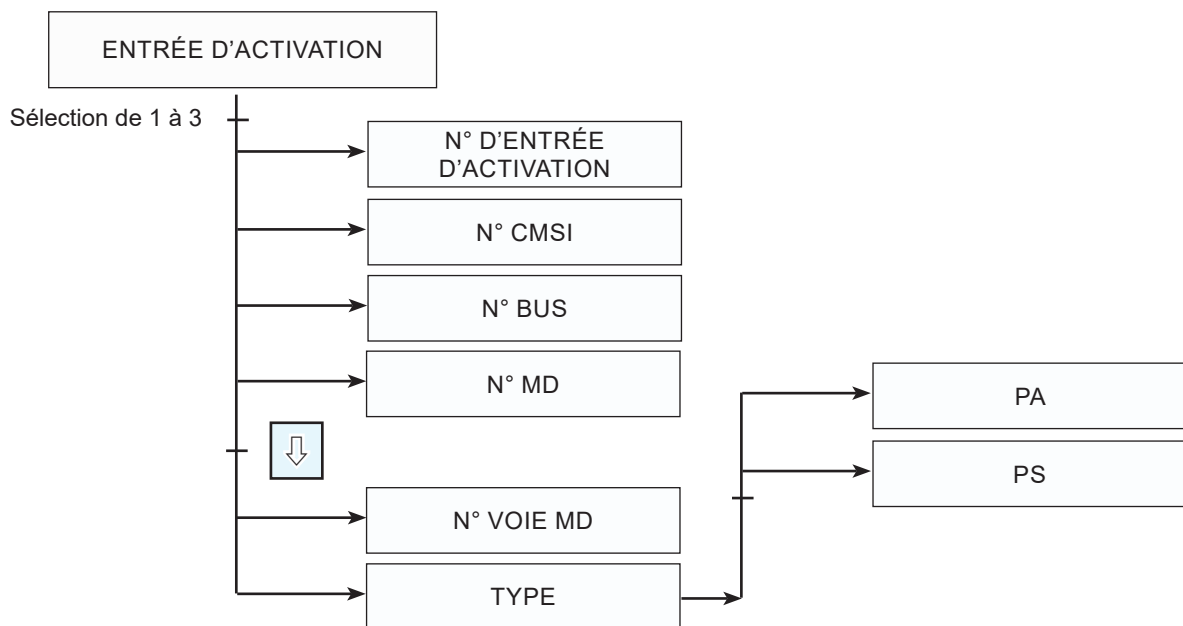 ENTRÉE D’ACTIVATION
Sélection de 1 à 3
N° D’ENTRÉE
D’ACTIVATION
N° CMSI
N° BUS
N° MD
N° VOIE MD
TYPE
PA
PS